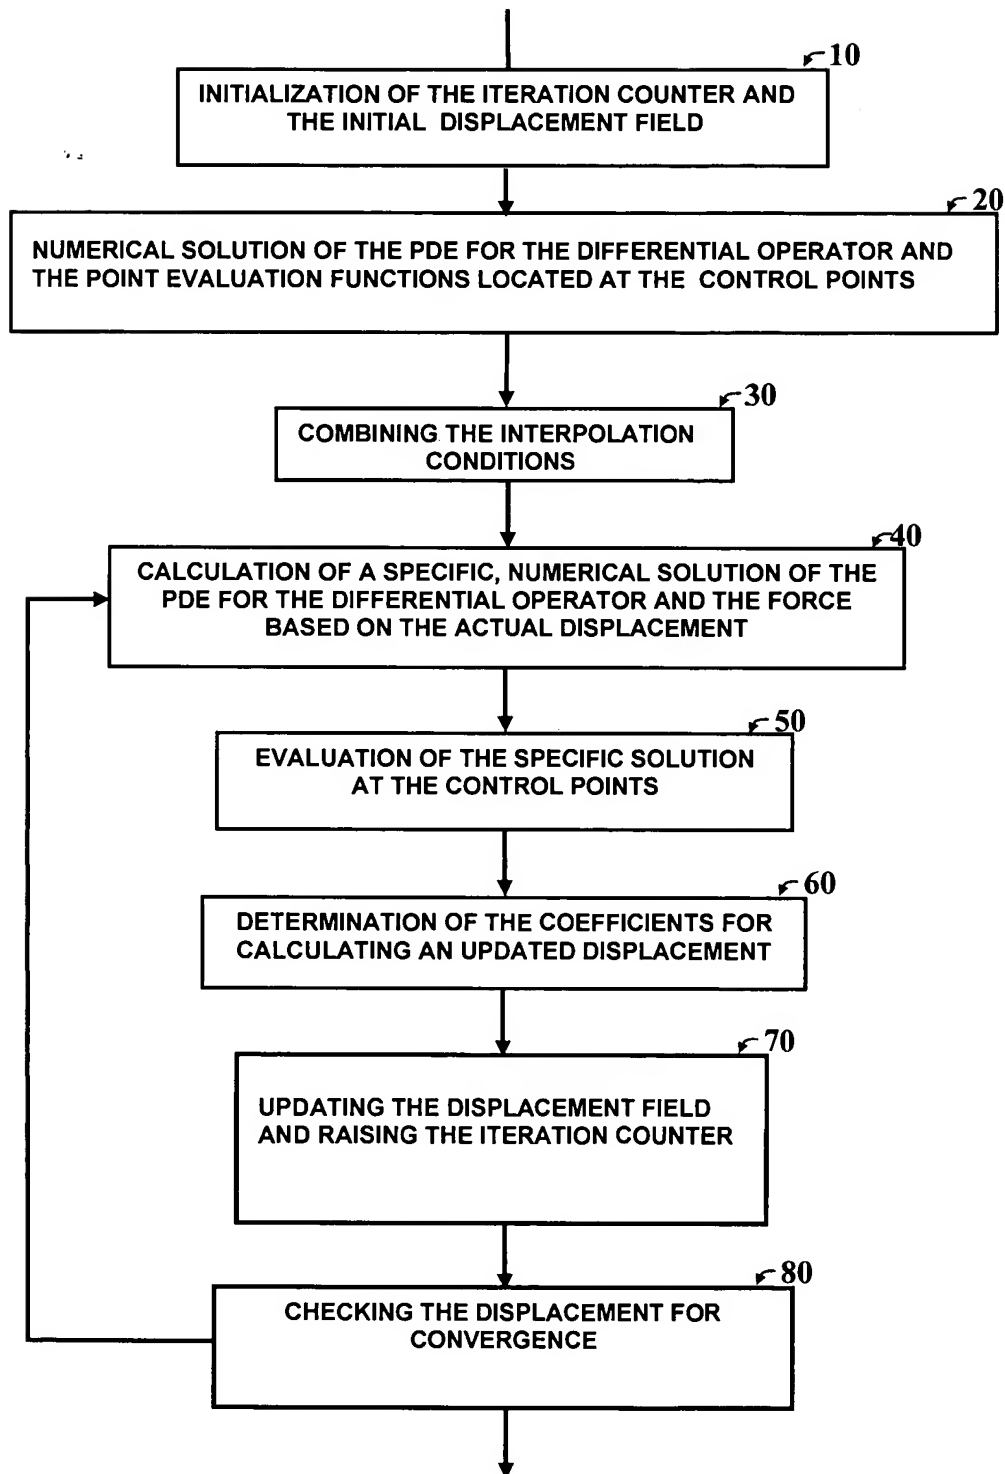 10
INITIALIZATION OF THE ITERATION COUNTER AND
THE INITIAL DISPLACEMENT FIELD
20
NUMERICAL SOLUTION OF THE PDE FOR THE DIFFERENTIAL OPERATOR AND
THE POINT EVALUATION FUNCTIONS LOCATED AT THE CONTROL POINTS
30
COMBINING THE INTERPOLATION
CONDITIONS
40
CALCULATION OF A SPECIFIC, NUMERICAL SOLUTION OF THE
PDE FOR THE DIFFERENTIAL OPERATOR AND THE FORCE
BASED ON THE ACTUAL DISPLACEMENT
50
EVALUATION OF THE SPECIFIC SOLUTION
AT THE CONTROL POINTS
60
DETERMINATION OF THE COEFFICIENTS FOR
CALCULATING AN UPDATED DISPLACEMENT
70
UPDATING THE DISPLACEMENT FIELD
AND RAISING THE ITERATION COUNTER
80
CHECKING THE DISPLACEMENT FOR
CONVERGENCE